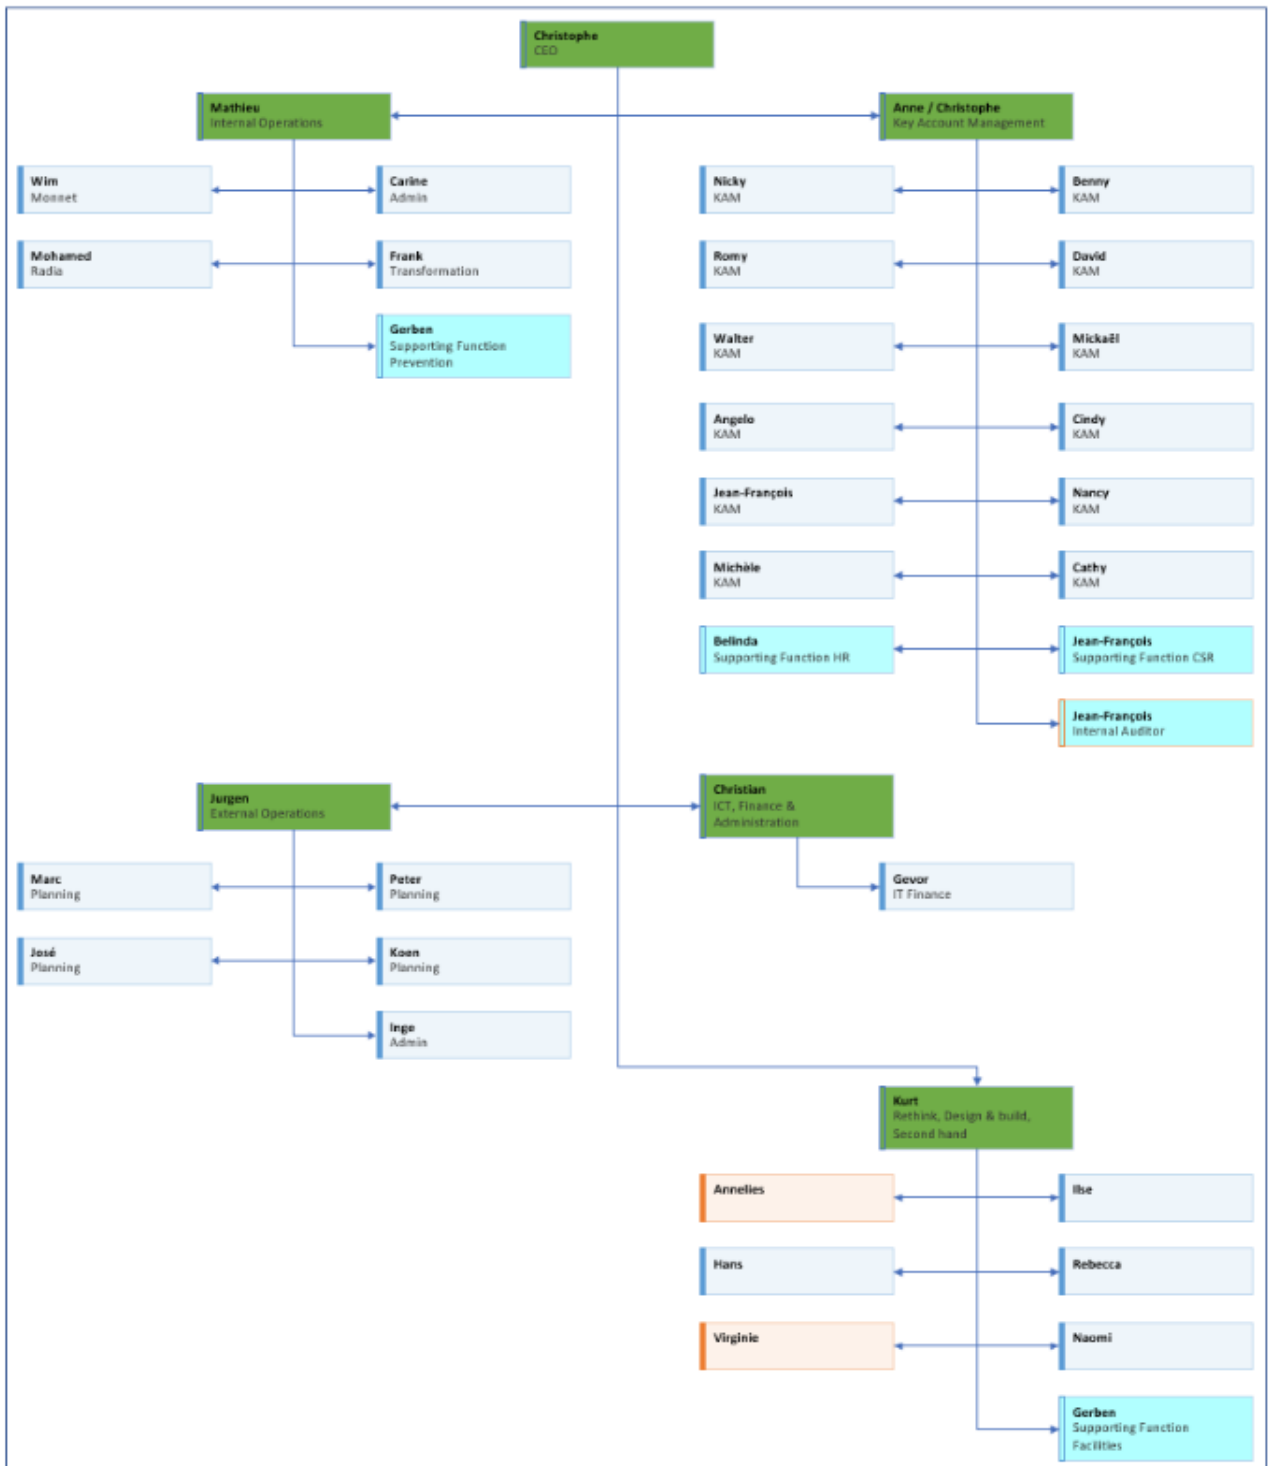 Christophe
CEO
Mathieu
Internal Operations
Anne / Christophe
Key Account Management
Wim
Monnet
Carine
Admin
Nicky
KAM
Benny
KAM
Mohamed
Radia
Frank
Transformation
Romy
KAM
David
KAM
Gerben
Supporting Function
Prevention
Walter
KAM
Mickaël
KAM
Angelo
KAM
Cindy
KAM
Jean-François
KAM
Nancy
KAM
Michèle
KAM
Cathy
KAM
Belinda
Supporting Function HR
Jean-François
Supporting Function CSR
Jean-François
Internal Auditor
Jurgen
External Operations
Christian
ICT, Finance &
Administration
Marc
Planning
Peter
Planning
Gevor
IT Finance
José
Planning
Koen
Planning
Inge
Admin
Kurt
Rethink, Design & build,
Second hand
Annelies
Ilse
Hans
Rebecca
Virginie
Naomi
Gerben
Supporting Function
Facilities